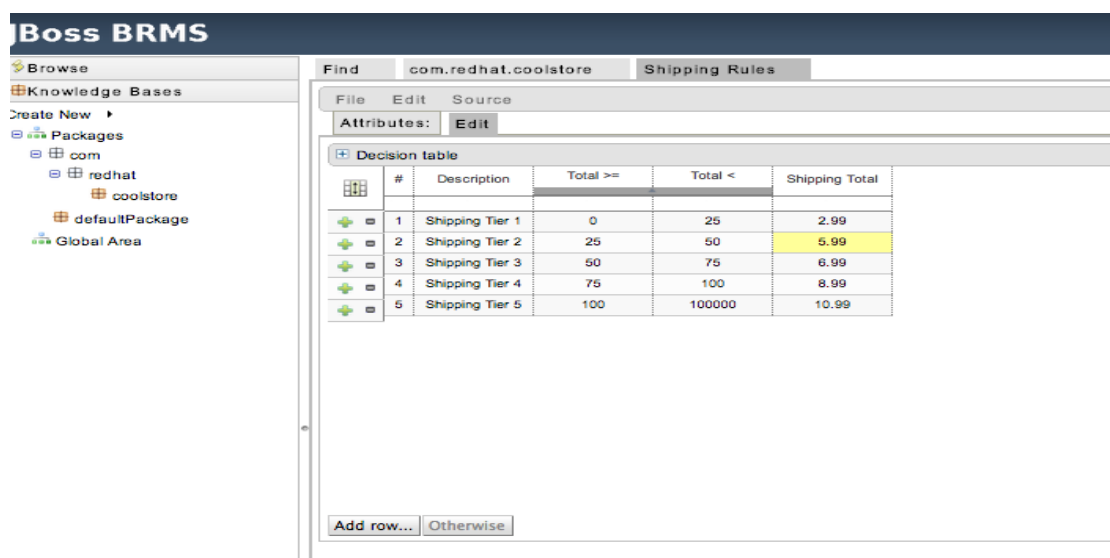 JBoss BRMS
Browse
Knowledge Bases
Create New
Packages
com
redhat
coolstore
defaultPackage
Global Area
Find com.redhat.coolstore Shipping Rules
File Edit Source
Attributes: Edit
Decision table
# Description Total >= Total < Shipping Total
1 Shipping Tier 1 0 25 2.99
2 Shipping Tier 2 25 50 5.99
3 Shipping Tier 3 50 75 6.99
4 Shipping Tier 4 75 100 8.99
5 Shipping Tier 5 100 100000 10.99
Add row... Otherwise